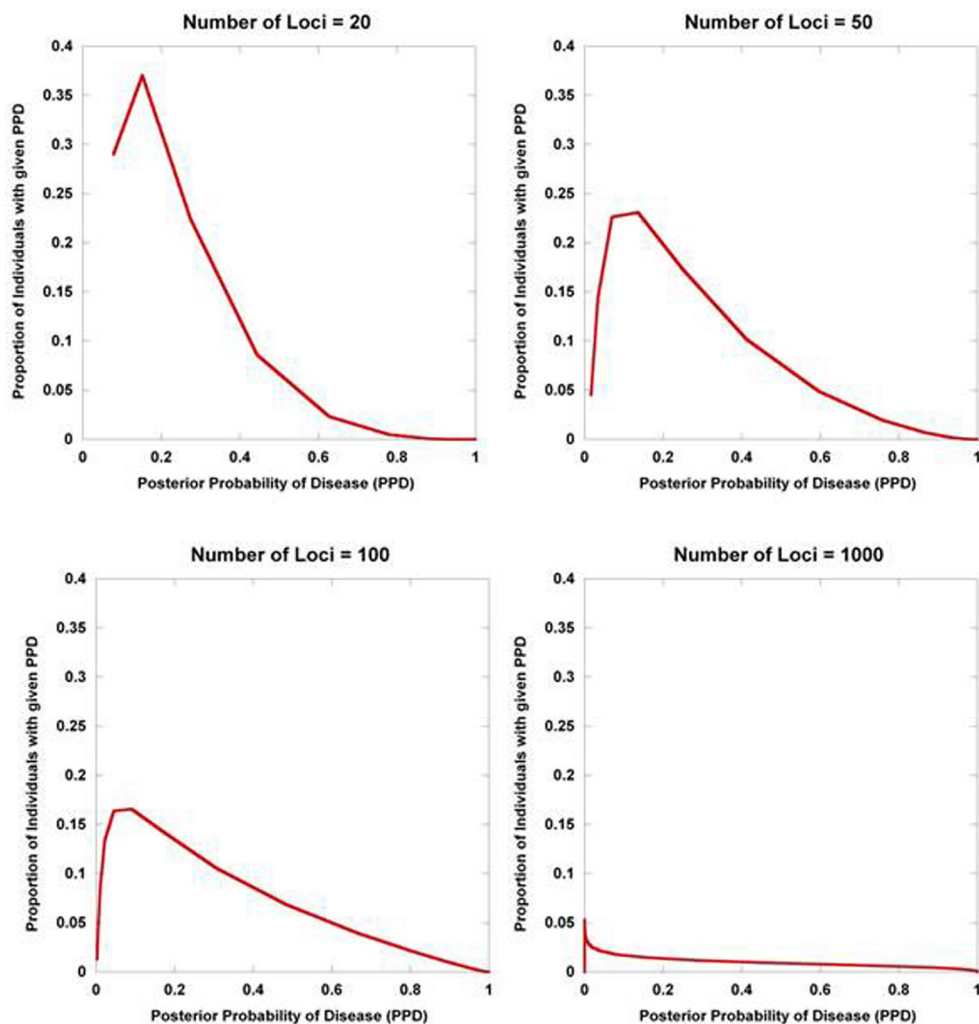 Number of Loci = 20
0.4
0.35
0.3
0.25
0.2
0.15
0.1
0.05
0
0 0.2 0.4 0.6 0.8 1
Proportion of Individuals with given PPD
Posterior Probability of Disease (PPD)
Number of Loci = 50
0.4
0.35
0.3
0.25
0.2
0.15
0.1
0.05
0
0 0.2 0.4 0.6 0.8 1
Proportion of Individuals with given PPD
Posterior Probability of Disease (PPD)
Number of Loci = 100
0.4
0.35
0.3
0.25
0.2
0.15
0.1
0.05
0
0 0.2 0.4 0.6 0.8 1
Proportion of Individuals with given PPD
Posterior Probability of Disease (PPD)
Number of Loci = 1000
0.4
0.35
0.3
0.25
0.2
0.15
0.1
0.05
0
0 0.2 0.4 0.6 0.8 1
Proportion of Individuals with given PPD
Posterior Probability of Disease (PPD)